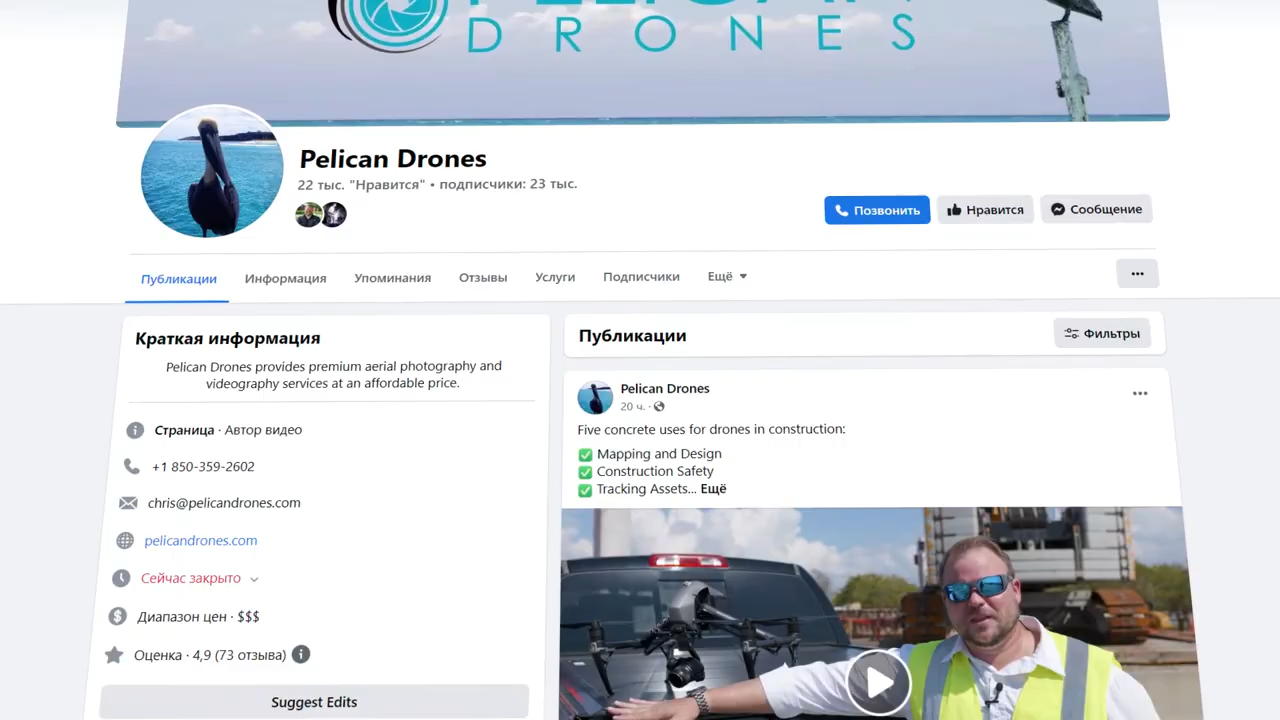 DRONES
Pelican Drones
22 тыс. "Нравится" • подписчики: 23 тыс.
Позвонить
Нравится
Сообщение
Публикации
Информация
Упоминания
Отзывы
Услуги
Подписчики
Ещё
Краткая информация
Pelican Drones provides premium aerial photography and
videography services at an affordable price.
Страница · Автор видео
+1 850-359-2602
chris@pelicandrones.com
pelicandrones.com
Сейчас закрыто
Диапазон цен · $$$
Оценка · 4,9 (73 отзыва)
Suggest Edits
Публикации
Фильтры
Pelican Drones
20 ч. ·
Five concrete uses for drones in construction:
✅ Mapping and Design
✅ Construction Safety
✅ Tracking Assets... Ещё